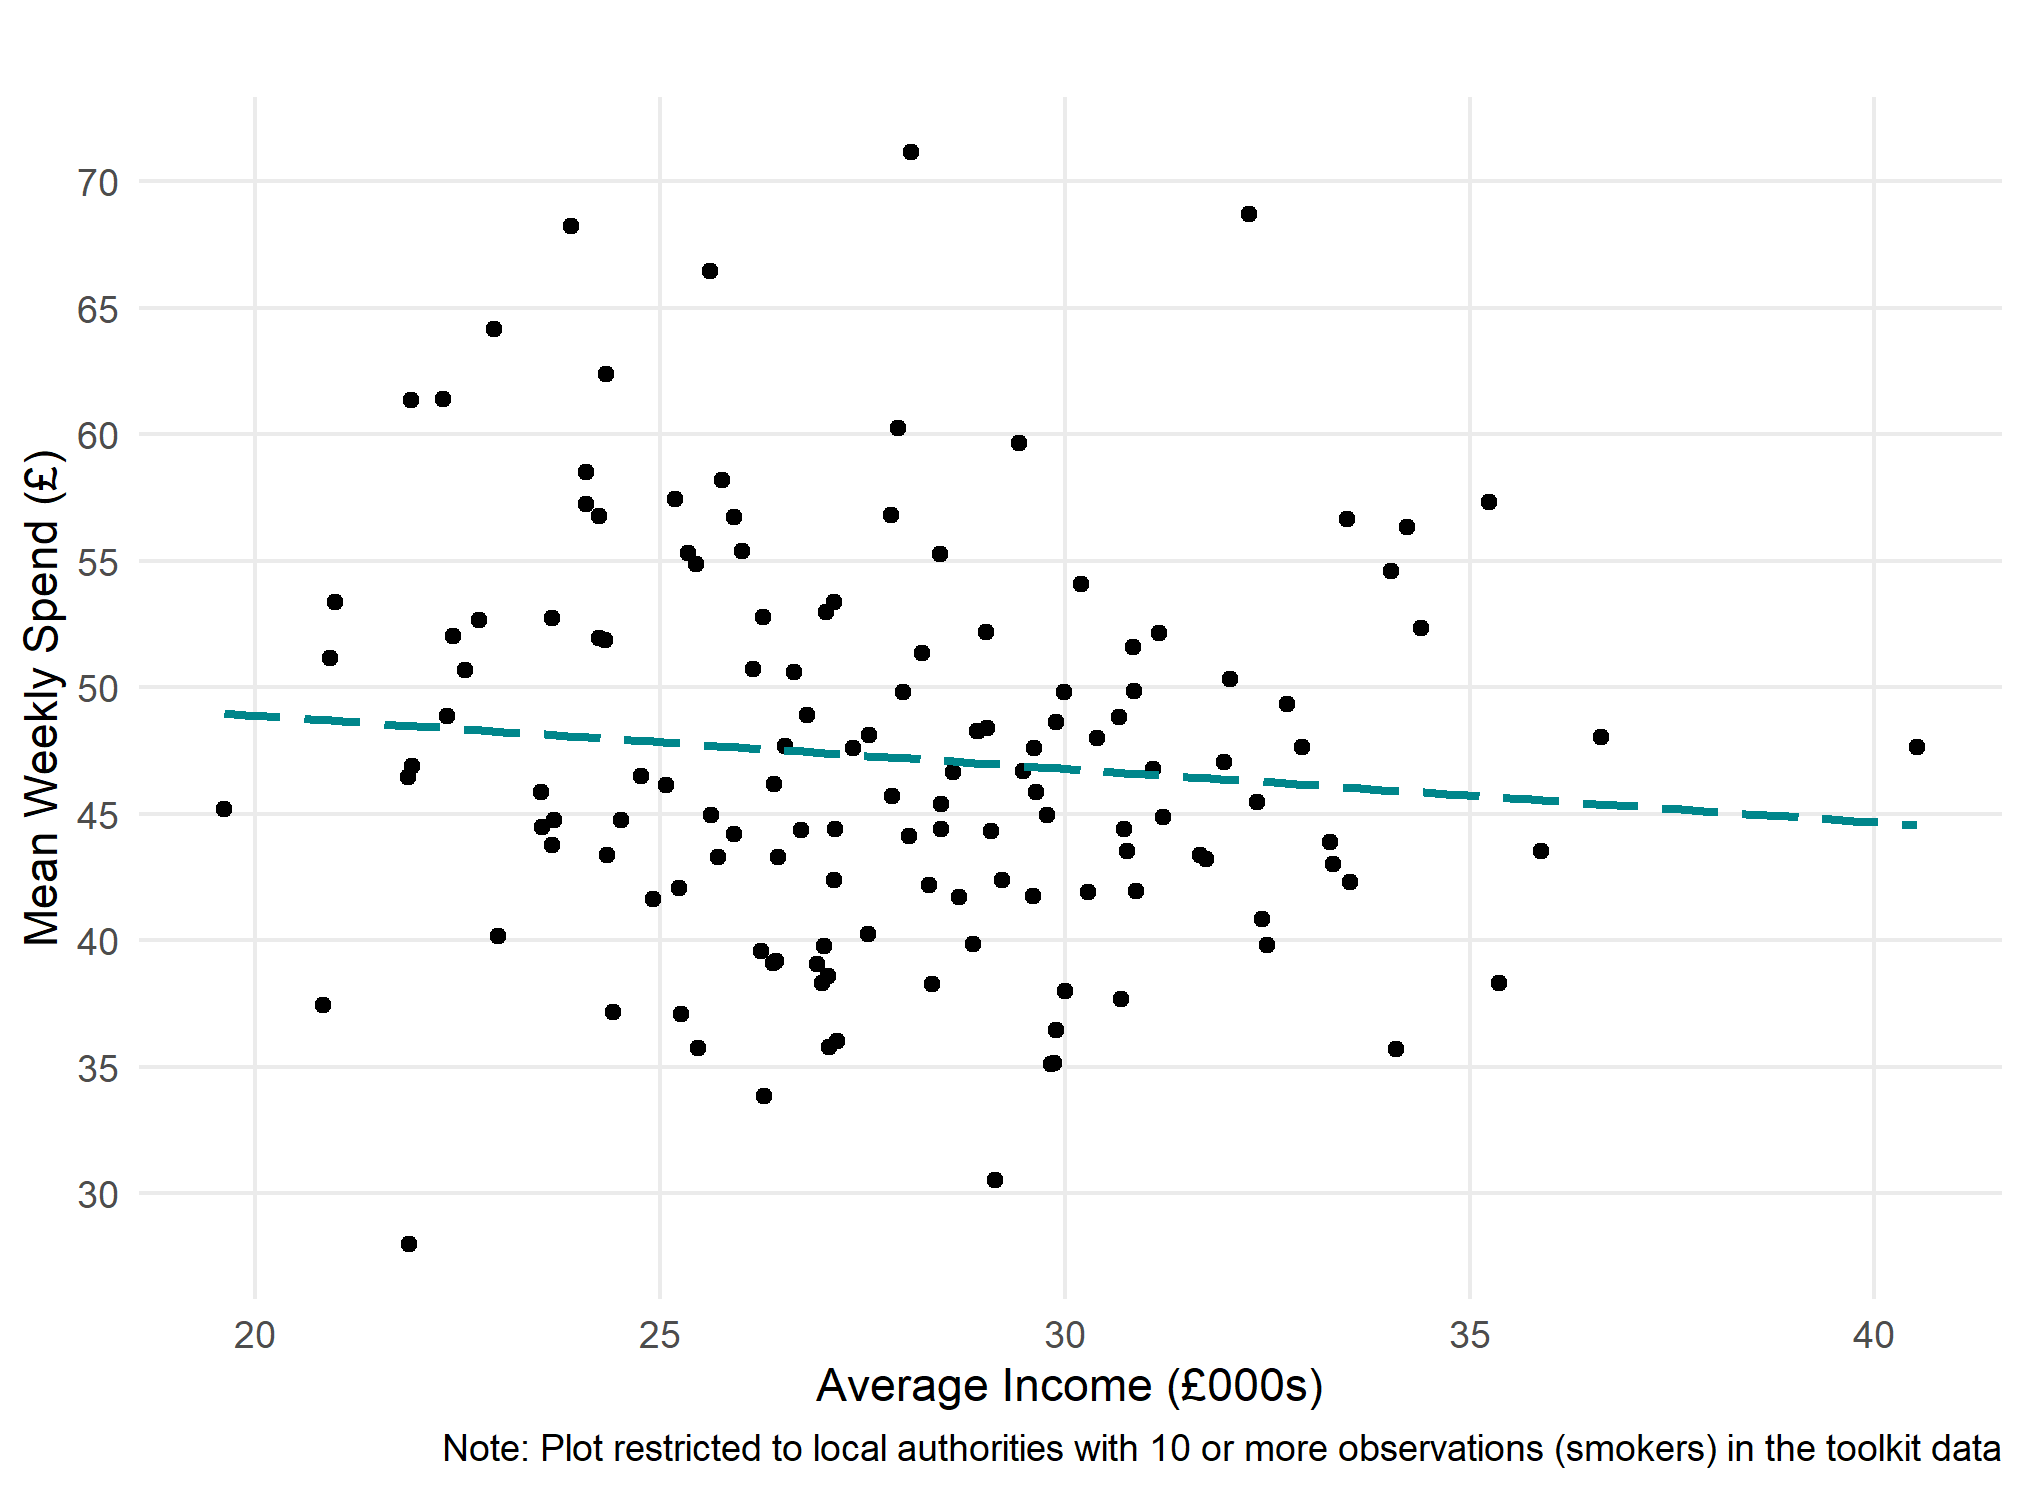 70
65
60
55
50
45
40
35
30
Mean Weekly Spend (£)
20 25 30 35 40
Average Income (£000s)
Note: Plot restricted to local authorities with 10 or more observations (smokers) in the toolkit data